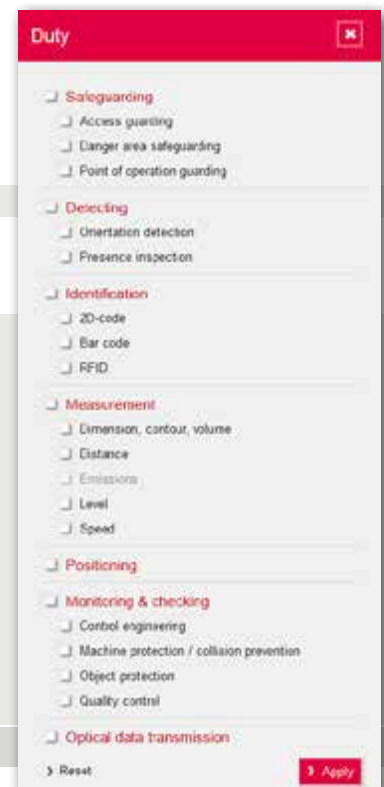 Duty
Safeguarding
Access guarding
Danger area safeguarding
Point of operation guarding
Detecting
Orientation detection
Presence inspection
Identification
2D-code
Bar code
RFID
Measurement
Dimension, contour, volume
Distance
Emissions
Level
Speed
Positioning
Monitoring & checking
Control engineering
Machine protection / collision prevention
Object protection
Quality control
Optical data transmission
Reset
Apply